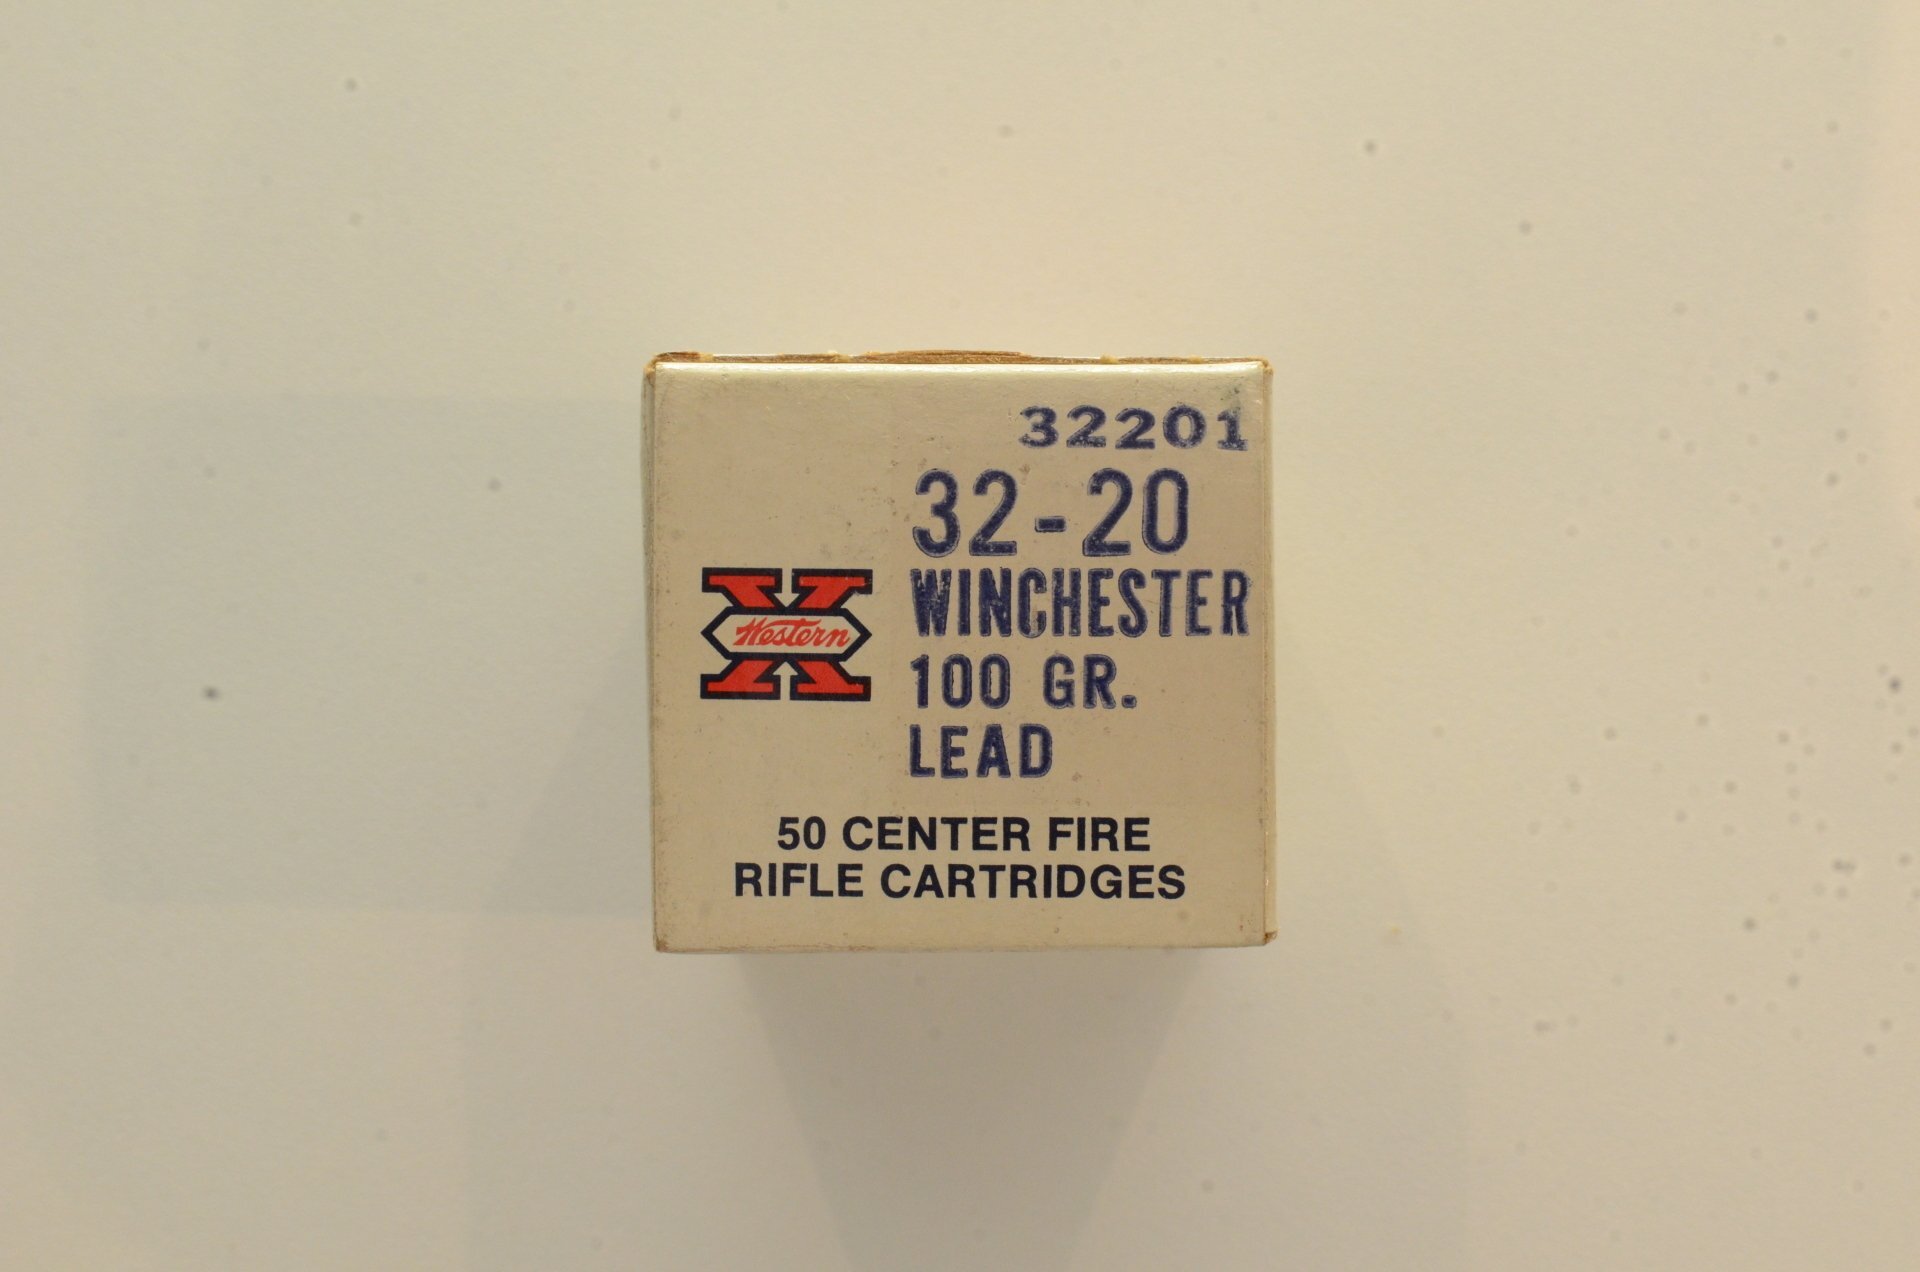 32201
32-20
WINCHESTER
Western
100 GR.
LEAD
50 CENTER FIRE
RIFLE CARTRIDGES